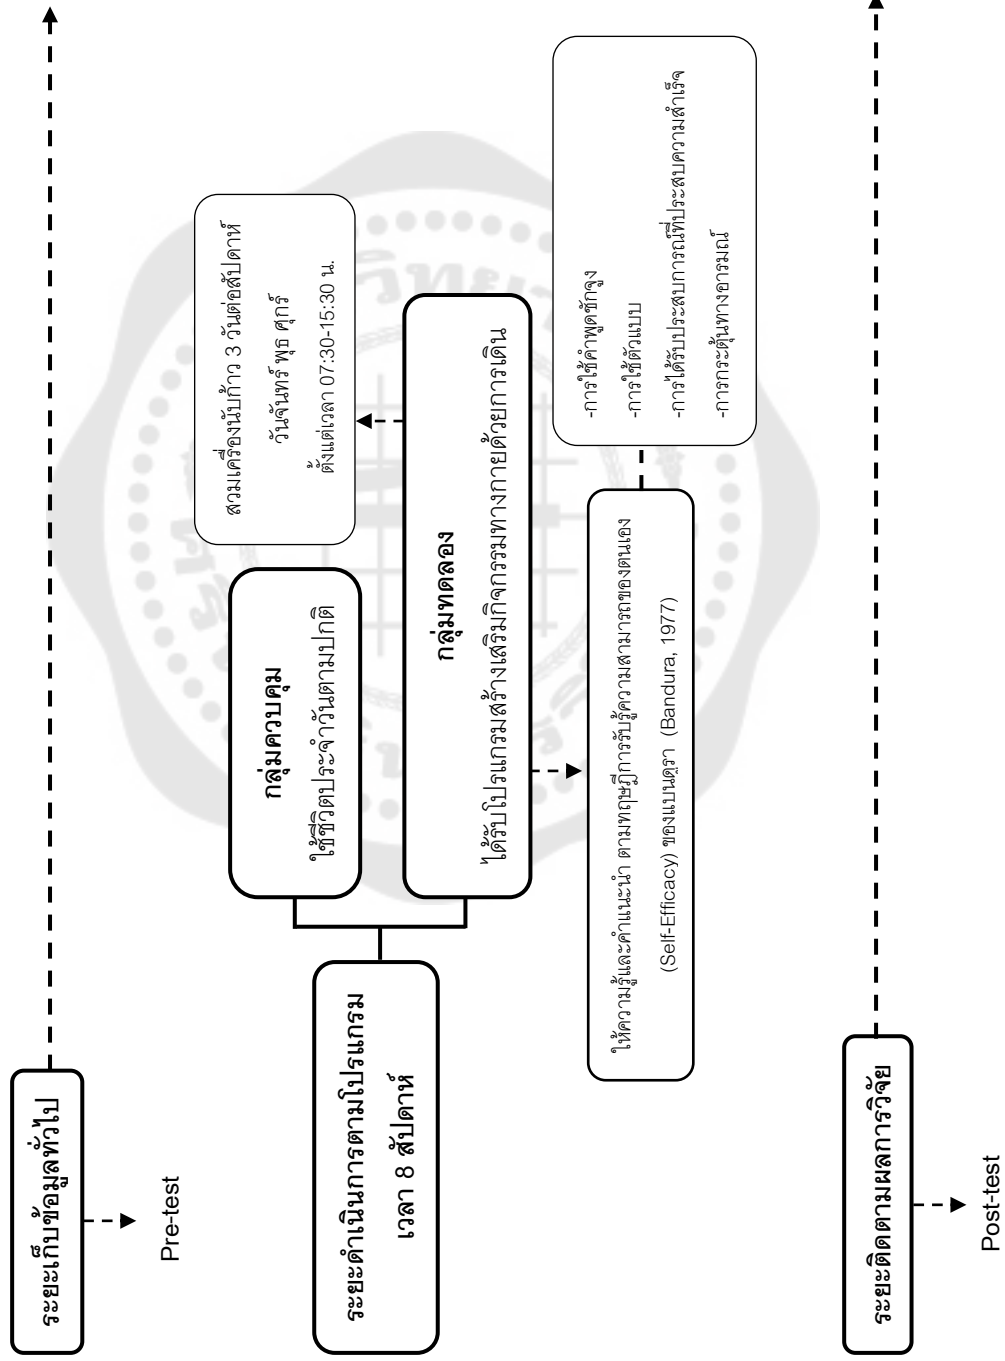 ระยะเก็บข้อมูลทั่วไป
Pre-test
ระยะดำเนินการตามโปรแกรม
เวลา 8 สัปดาห์
กลุ่มควบคุม
ใช้ชีวิตประจำวันตามปกติ
สวมเครื่องนับก้าว 3 วันต่อสัปดาห์
วันจันทร์ พุธ ศุกร์
ตั้งแต่เวลา 07:30-15:30 น.
กลุ่มทดลอง
ได้รับโปรแกรมสร้างเสริมกิจกรรมทางกายด้วยการเดิน
ให้ความรู้และคำแนะนำ ตามทฤษฎีการรับรู้ความสามารถของตนเอง
(Self-Efficacy) ของแบนดูรา (Bandura, 1977)
-การใช้คำพูดชักจูง
-การใช้ตัวแบบ
-การได้รับประสบการณ์ที่ประสบความสำเร็จ
-การกระตุ้นทางอารมณ์
ระยะติดตามผลการวิจัย
Post-test